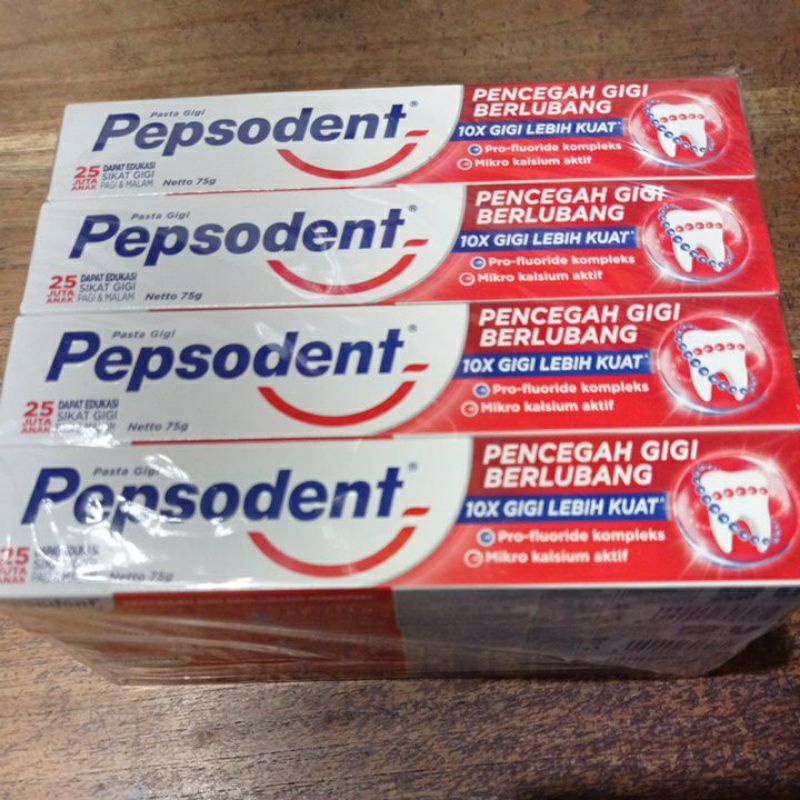 Pasta Gigi
Pepsodent®
25 JUTA ANAK
DAPAT EDUKASI
SIKAT GIGI
PAGI & MALAM
Netto 75g
PENCEGAH GIGI
BERLUBANG
10X GIGI LEBIH KUAT^
Pro-fluoride kompleks
Mikro kalsium aktif
Pasta Gigi
Pepsodent®
25 JUTA ANAK
DAPAT EDUKASI
SIKAT GIGI
PAGI & MALAM
Netto 75g
PENCEGAH GIGI
BERLUBANG
10X GIGI LEBIH KUAT^
Pro-fluoride kompleks
Mikro kalsium aktif
Pasta Gigi
Pepsodent®
25 JUTA ANAK
DAPAT EDUKASI
SIKAT GIGI
& MALAM
Netto 75g
PENCEGAH GIGI
BERLUBANG
10X GIGI LEBIH KUAT^
Pro-fluoride kompleks
Mikro kalsium aktif
Pasta Gigi
Pepsodent®
25 JUTA ANAK
EDUKASI
Netto 75g
PENCEGAH GIGI
BERLUBANG
10X GIGI LEBIH KUAT^
Pro-fluoride kompleks
Mikro kalsium aktif